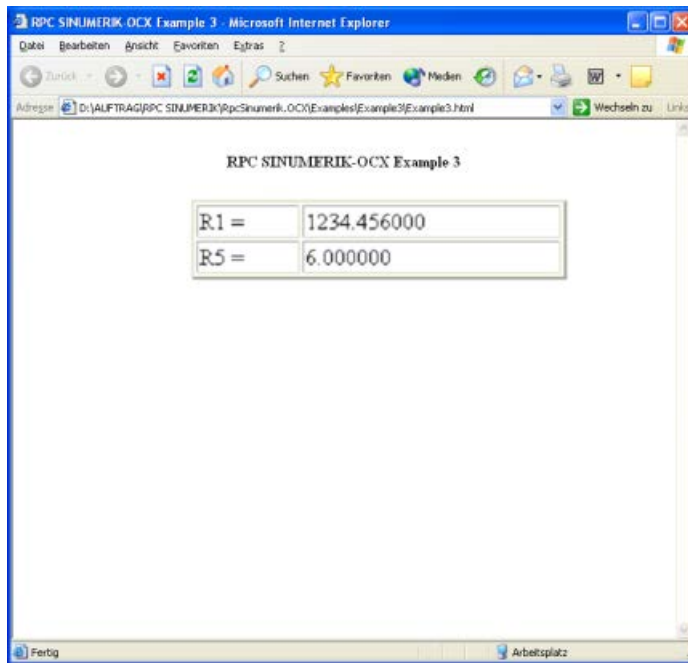 RPC SINUMERIK-OCX Example 3 - Microsoft Internet Explorer
Datei Bearbeiten Ansicht Favoriten Extras ?
Zurück Suchen Favoriten Medien W
Adresse D:\AUFTRAG\RPC SINUMERIK\RpcSinumerik.OCX\Examples\Example3\Example3.html Wechseln zu Links
RPC SINUMERIK-OCX Example 3
R1 = 1234.456000
R5 = 6.000000
Fertig Arbeitsplatz